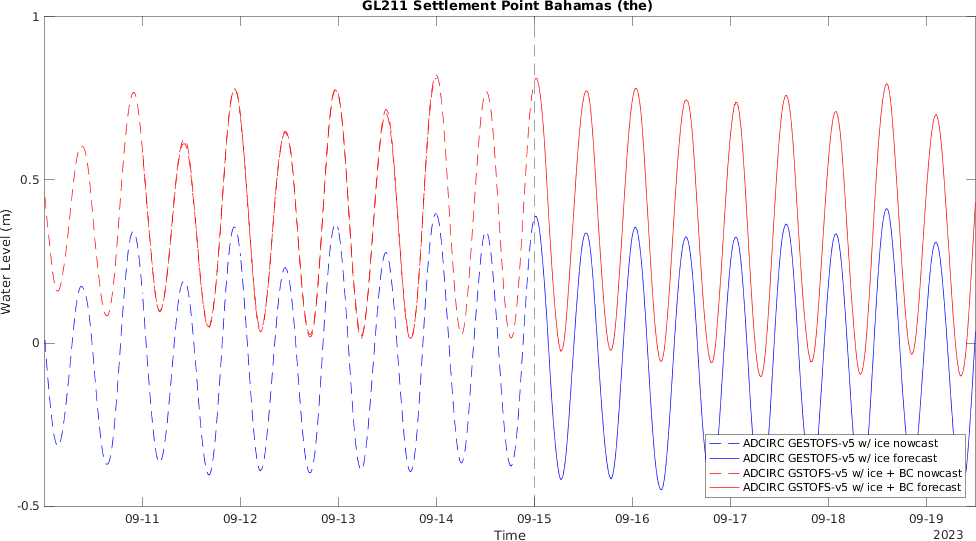 GL211 Settlement Point Bahamas (the)
1
0.5
0
-0.5
Water Level (m)
09-11
09-12
09-13
09-14
09-15
09-16
09-17
09-18
09-19
Time
2023
ADCIRC GESTOFS-v5 w/ ice nowcast
ADCIRC GESTOFS-v5 w/ ice forecast
ADCIRC GSTOFS-v5 w/ ice + BC nowcast
ADCIRC GSTOFS-v5 w/ ice + BC forecast